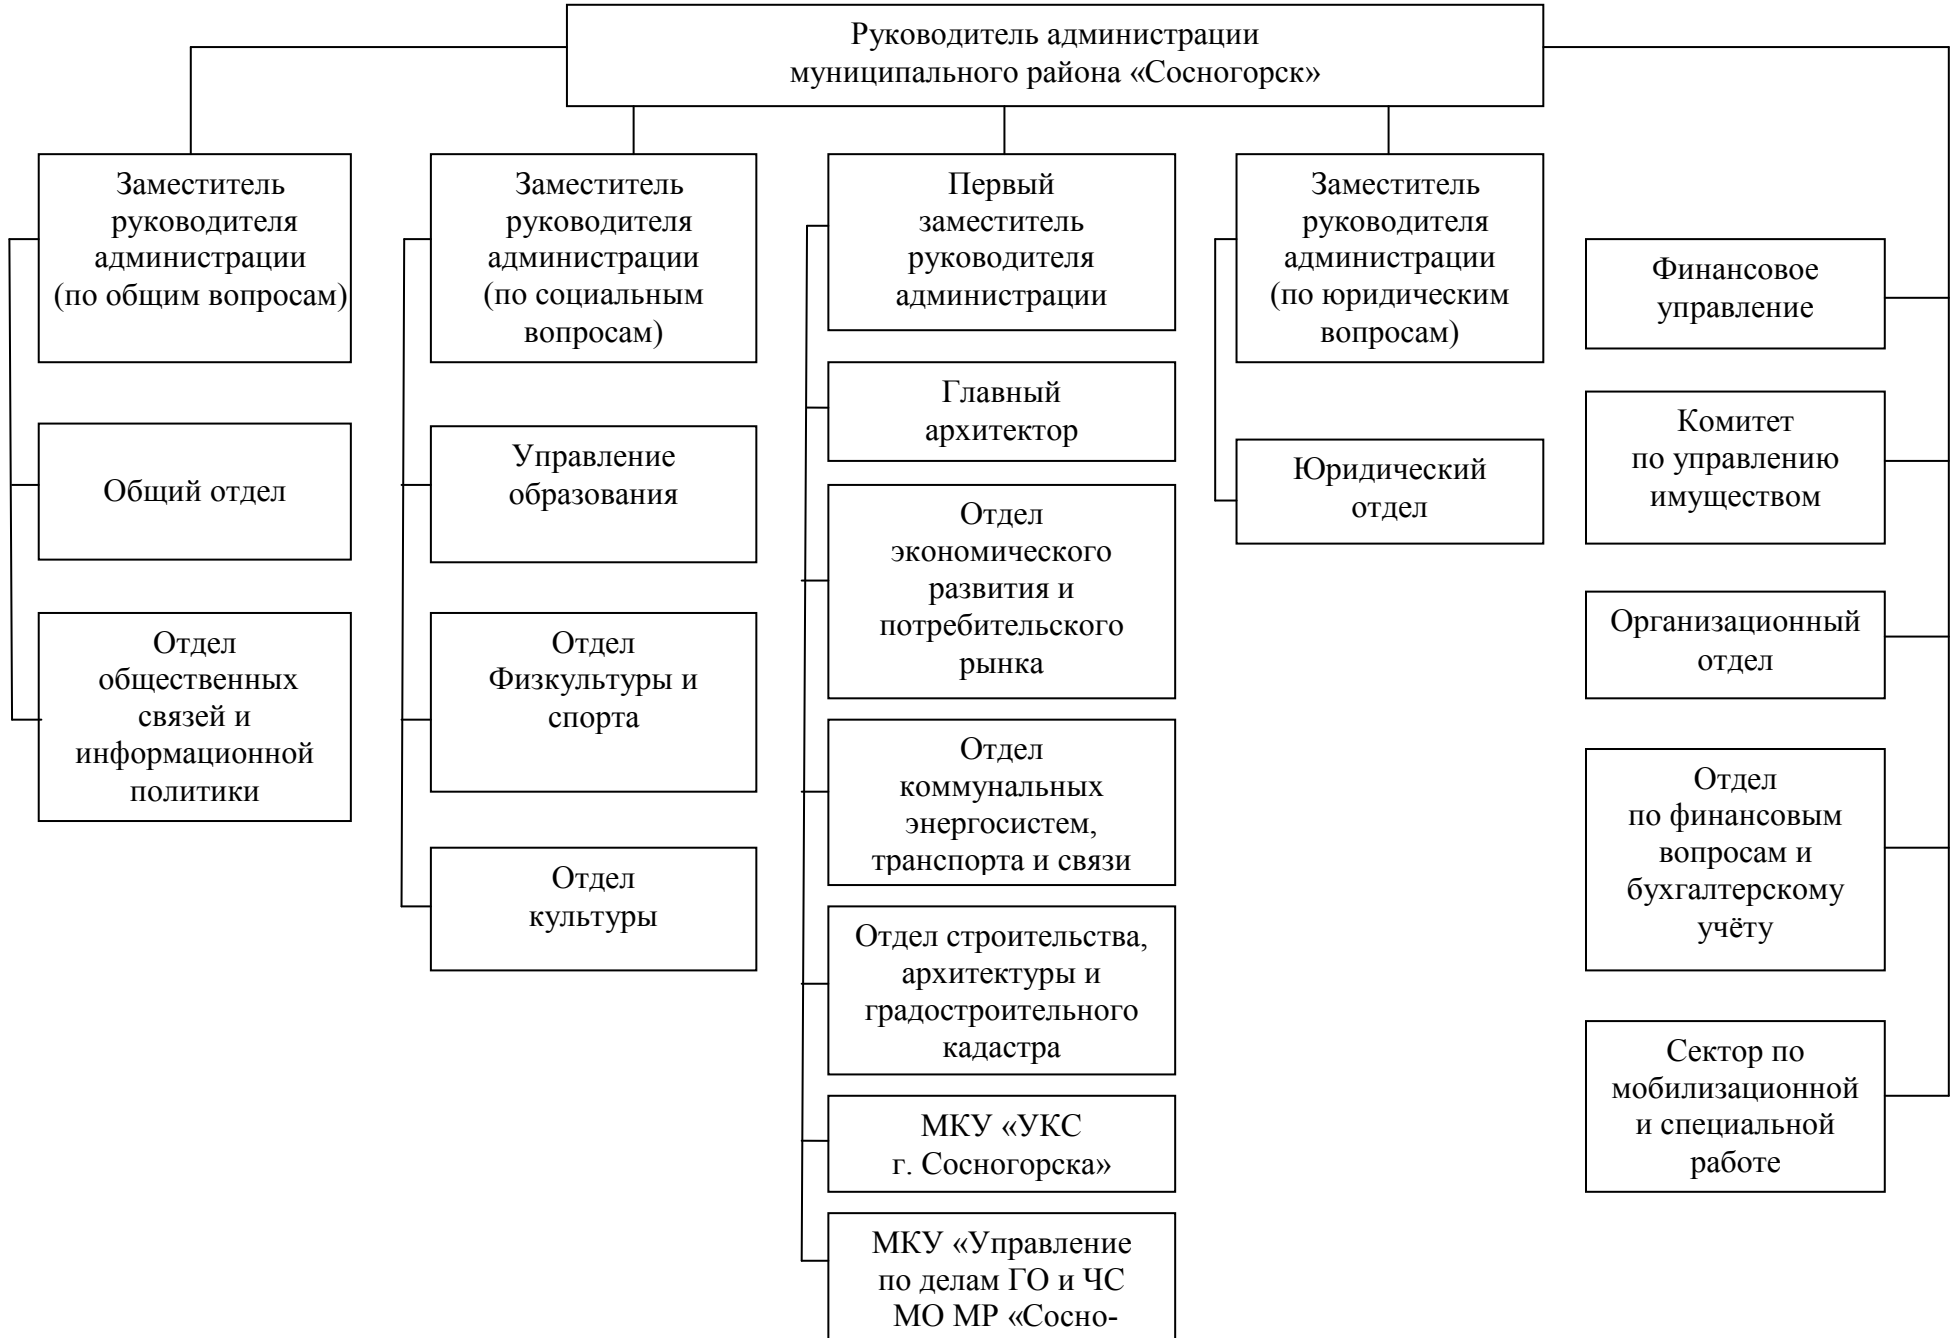 Руководитель администрации
муниципального района «Сосногорск»
Заместитель
руководителя
администрации
(по общим вопросам)
Общий отдел
Отдел
общественных
связей и
информационной
политики
Заместитель
руководителя
администрации
(по социальным
вопросам)
Управление
образования
Отдел
Физкультуры и
спорта
Отдел
культуры
Первый
заместитель
руководителя
администрации
Главный
архитектор
Отдел
экономического
развития и
потребительского
рынка
Отдел
коммунальных
энергосистем,
транспорта и связи
Отдел строительства,
архитектуры и
градостроительного
кадастра
МКУ «УКС
г. Сосногорска»
МКУ «Управление
по делам ГО и ЧС
МО МР «Сосно-
Заместитель
руководителя
администрации
(по юридическим
вопросам)
Юридический
отдел
Финансовое
управление
Комитет
по управлению
имуществом
Организационный
отдел
Отдел
по финансовым
вопросам и
бухгалтерскому
учёту
Сектор по
мобилизационной
и специальной
работе